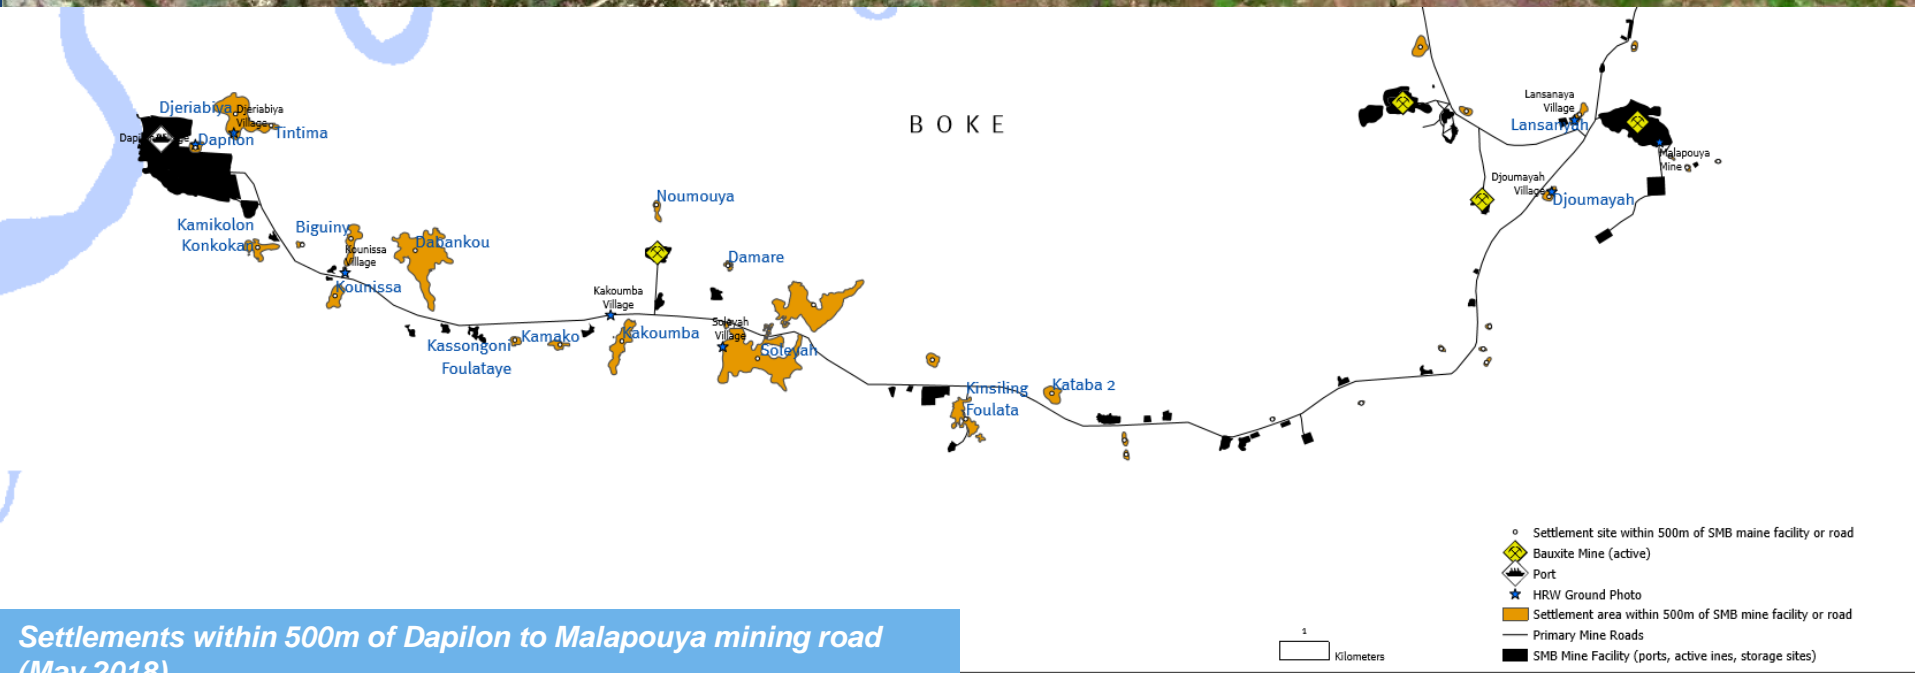 BOKE
Djeriabiya
Djeriabiya
Village
Tintima
Dapilon
Lansanaya
Village
Lansanyah
Malapouya
Mine
Djoumayah
Village
Djoumayah
Noumouya
Kamikolon
Konkokan
Biguiny
Kounissa
Village
Dabankou
Kounissa
Damare
Kakoumba
Village
Kassongoni
Foulataye
Kamako
Kakoumba
Soleyah
Village
Soleyah
Kinsiling
Foulata
Kataba 2
Settlement site within 500m of SMB maine facility or road
Bauxite Mine (active)
Port
HRW Ground Photo
Settlement area within 500m of SMB mine facility or road
Primary Mine Roads
SMB Mine Facility (ports, active ines, storage sites)
1
Kilometers
Settlements within 500m of Dapilon to Malapouya mining road
(May 2018)